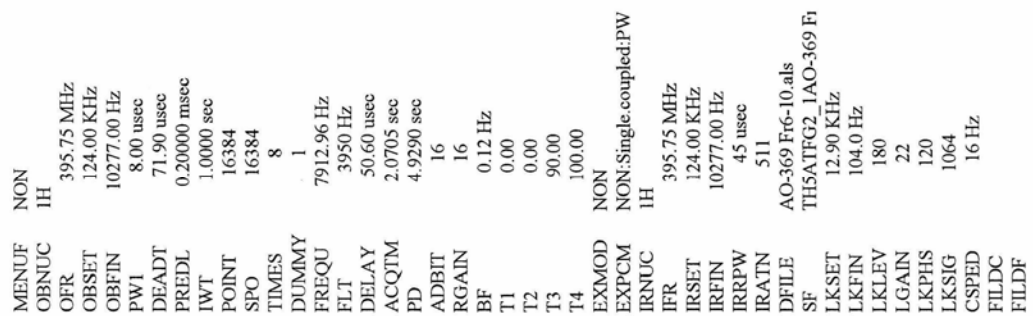 MENUF NON
OBNUC 1H
OFR 395.75 MHz
OBSET 124.00 KHz
OBFIN 10277.00 Hz
PW1 8.00 usec
DEADT 71.90 usec
PREDL 0.20000 msec
IWT 1.0000 sec
POINT 16384
SPO 16384
TIMES 8
DUMMY 1
FREQU 7912.96 Hz
FLT 3950 Hz
DELAY 50.60 usec
ACQTM 2.0705 sec
PD 4.9290 sec
ADBIT 16
RGAIN 16
BF 0.12 Hz
T1 0.00
T2 0.00
T3 90.00
T4 100.00
EXMOD NON
EXPCM NON:Single.coupled:PW
IRNUC 1H
IFR 395.75 MHz
IRSET 124.00 KHz
IRFIN 10277.00 Hz
IRRPW 45 usec
IRATN 511
DFILE AO-369 Fr6-10.als
SF TH5ATFG2_1AO-369
LKSET 12.90 KHz
LKFIN 104.0 Hz
LKLEV 180
LGAIN 22
LKPHS 120
LKSIG 1064
CSPED 16 Hz
FILDC
FILDF